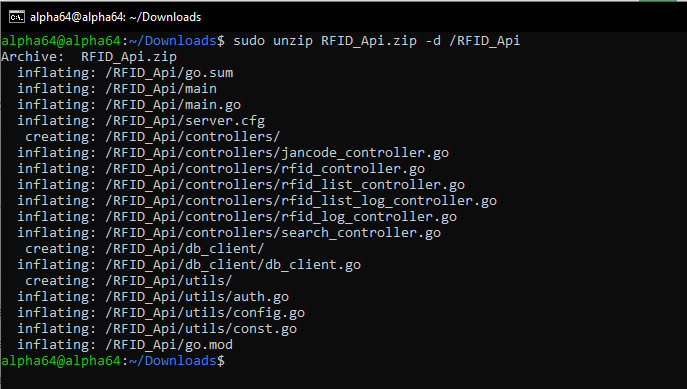 alpha64@alpha64: ~/Downloads
alpha64@alpha64:~/Downloads$ sudo unzip RFID_Api.zip -d /RFID_Api
Archive:  RFID_Api.zip
  inflating: /RFID_Api/go.sum
  inflating: /RFID_Api/main
  inflating: /RFID_Api/main.go
  inflating: /RFID_Api/server.cfg
   creating: /RFID_Api/controllers/
  inflating: /RFID_Api/controllers/jancode_controller.go
  inflating: /RFID_Api/controllers/rfid_controller.go
  inflating: /RFID_Api/controllers/rfid_list_controller.go
  inflating: /RFID_Api/controllers/rfid_list_log_controller.go
  inflating: /RFID_Api/controllers/rfid_log_controller.go
  inflating: /RFID_Api/controllers/search_controller.go
   creating: /RFID_Api/db_client/
  inflating: /RFID_Api/db_client/db_client.go
   creating: /RFID_Api/utils/
  inflating: /RFID_Api/utils/auth.go
  inflating: /RFID_Api/utils/config.go
  inflating: /RFID_Api/utils/const.go
  inflating: /RFID_Api/go.mod
alpha64@alpha64:~/Downloads$